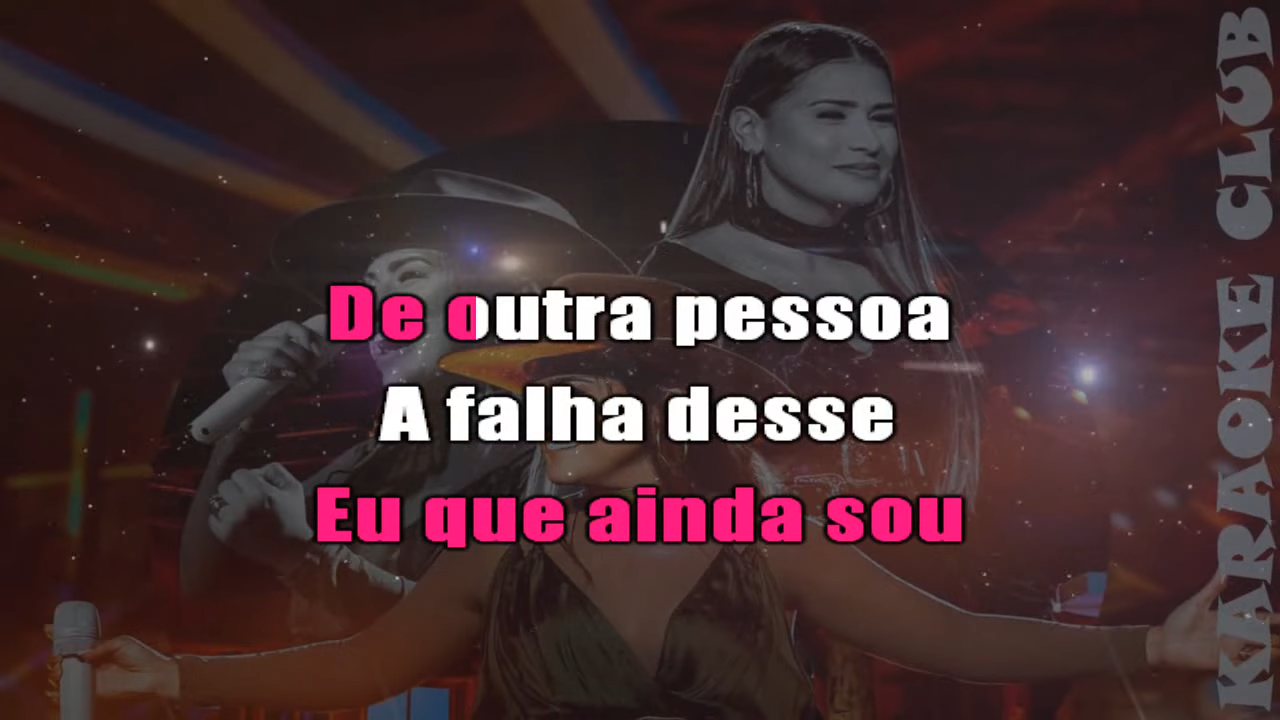 De outra pessoa
A falha desse
Eu que ainda sou
KARAOKE CLUB